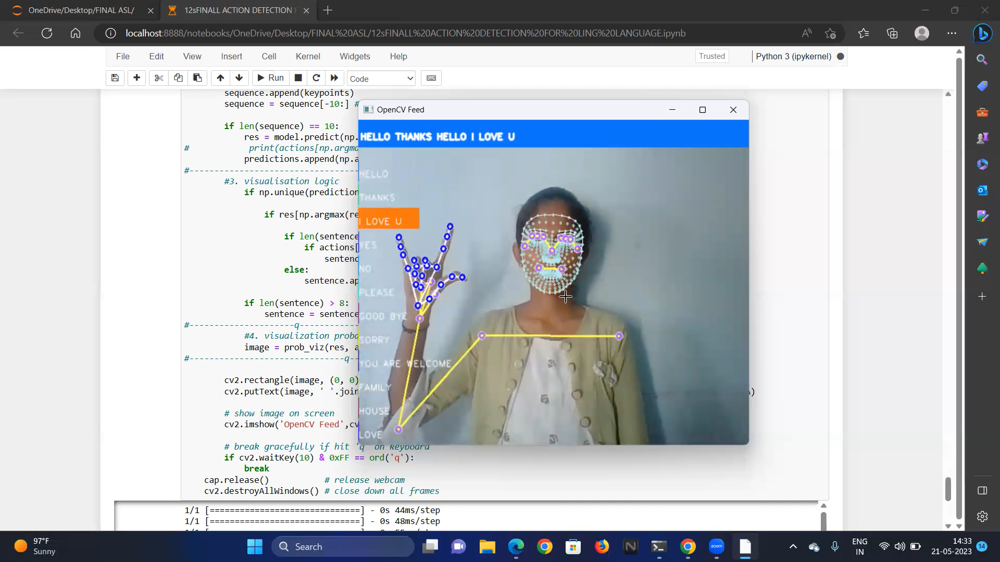 OneDrive/Desktop/FINAL ASL/
12sFINALL ACTION DETECTION F
localhost:8888/notebooks/OneDrive/Desktop/FINAL%20ASL/12sFINALL%20ACTION%20DETECTION%20FOR%20LING%20LANGUAGE.ipynb
File Edit View Insert Cell Kernel Widgets Help
Trusted
Python 3 (ipykernel)
Run
Code
sequence.append(keypoints)
sequence = sequence[-10:] #
if len(sequence) == 10:
res = model.predict(np.
# print(actions[np.argma
predictions.append(np.a
#-----------------------------------
#3. visualisation logic
if np.unique(prediction
if res[np.argmax(re
if len(sentence
if actions[
sentenc
else:
sentence.ap
if len(sentence) > 8:
sentence = sentence
#---------------------q------------
#4. visualization proba
image = prob_viz(res, a
#-------------------------------q--
cv2.rectangle(image, (0, 0)
cv2.putText(image, ' '.join
A)
# show image on screen
cv2.imshow('OpenCV Feed',cv
# break gracefully if hit 'q' on keyboard
if cv2.waitKey(10) & 0xFF == ord('q'):
break
cap.release() # release webcam
cv2.destroyAllWindows() # close down all frames
1/1 [==============================] - 0s 44ms/step
1/1 [==============================] - 0s 48ms/step
OpenCV Feed
HELLO THANKS HELLO I LOVE U
HELLO
THANKS
I LOVE U
YES
NO
PLEASE
GOOD BYE
SORRY
YOU ARE WELCOME
FAMILY
HOUSE
LOVE
97°F
Sunny
Search
zoom
ENG
IN
14:33
21-05-2023
14